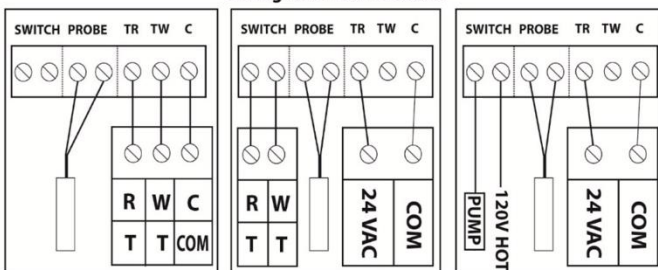 SWITCH PROBE TR TW C
R W C
T T COM
SWITCH PROBE TR TW C
R W
T T
24 VAC
COM
SWITCH PROBE TR TW C
PUMP
120V HOT
24 VAC
COM